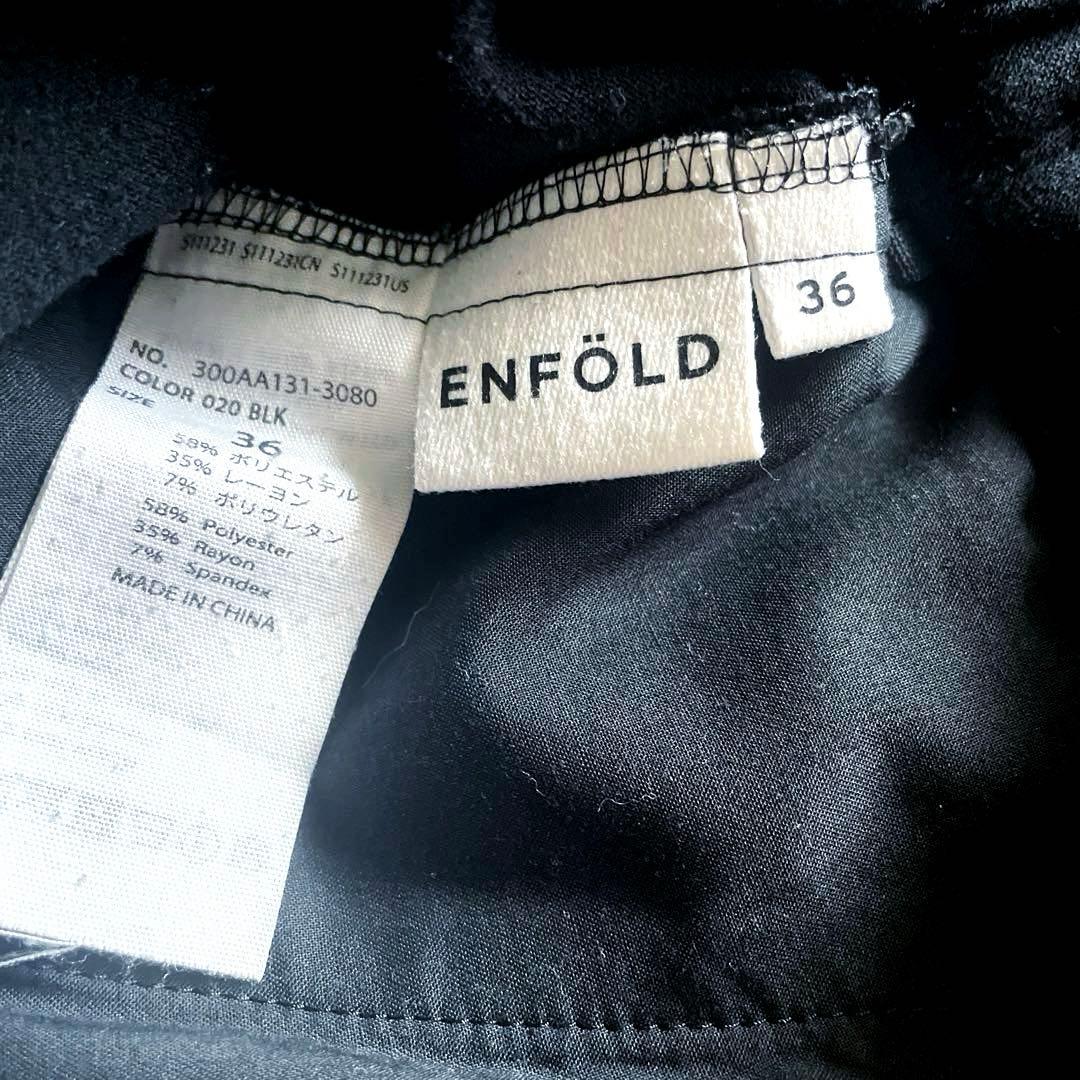 S111231 S111231CN S111231US
NO. 300AA131-3080
COLOR 020 BLK
SIZE 36
58% ポリエステル
35% レーヨン
7% ポリウレタン
58% Polyester
35% Rayon
7% Spandex
MADE IN CHINA
ENFÖLD
36